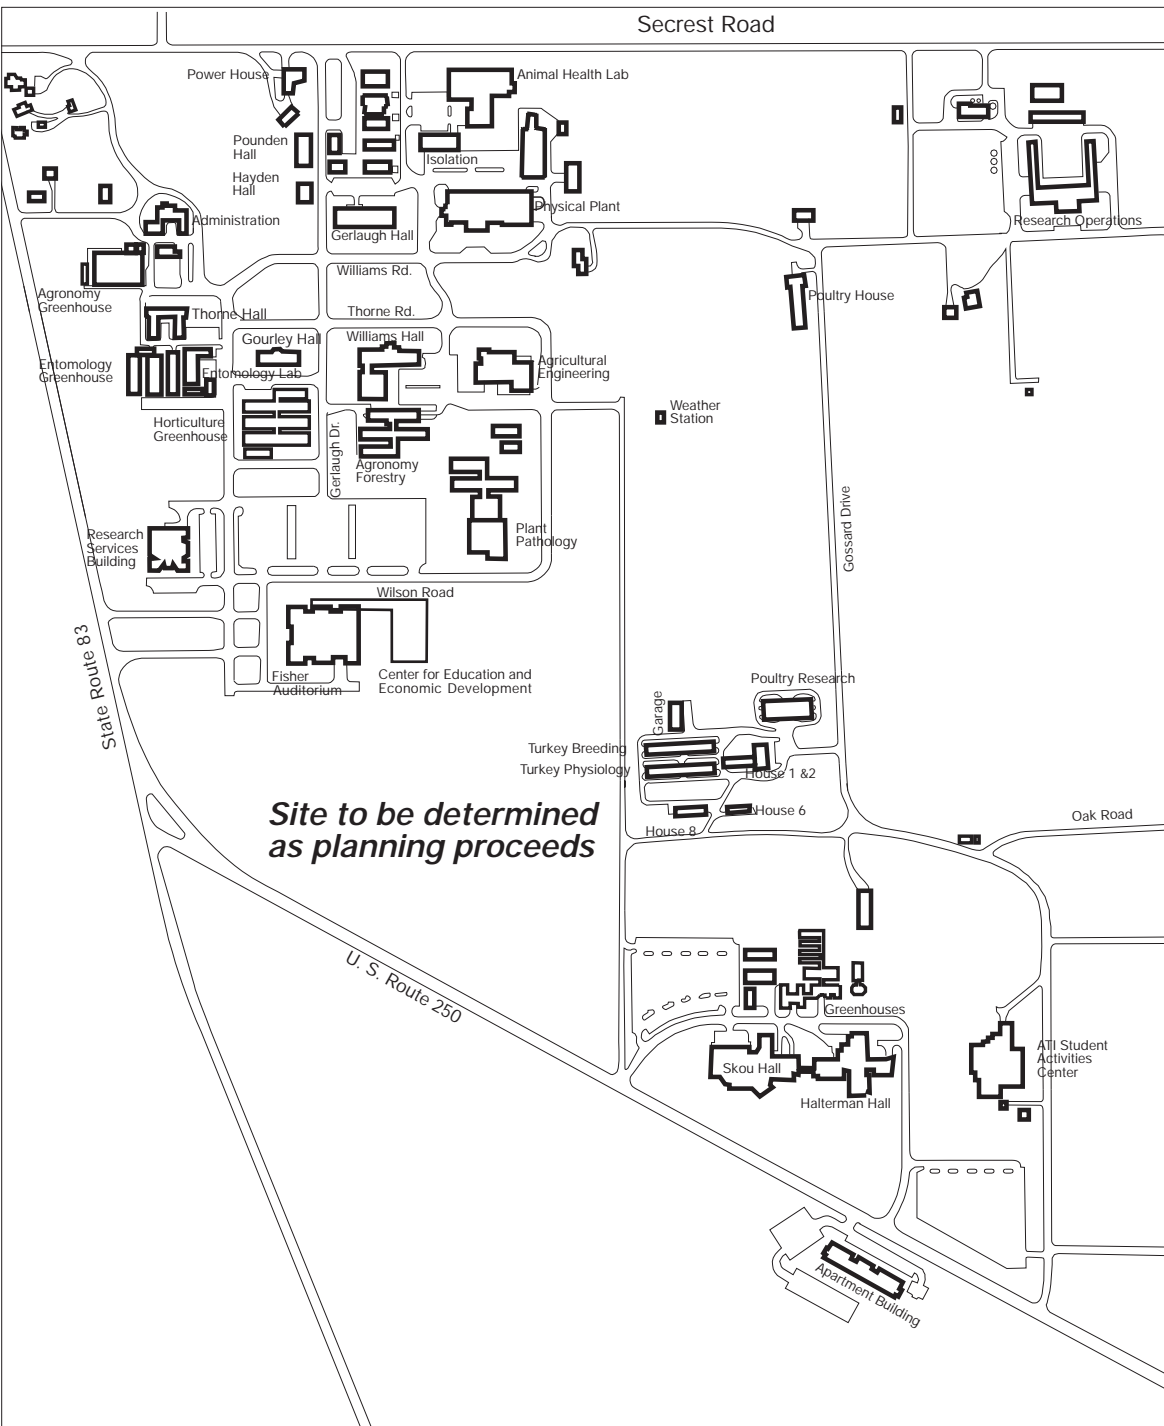 Secrest Road
Power House
Animal Health Lab
Pounden
Hall
Isolation
Hayden
Hall
Administration
Physical Plant
Gerlaugh Hall
Research Operations
Williams Rd.
Agronomy
Greenhouse
Poultry House
Thorne Hall
Thorne Rd.
Gourley Hall
Williams Hall
Entomology
Greenhouse
Entomology Lab
Agricultural
Engineering
Weather
Station
Horticulture
Greenhouse
Gerlaugh Dr.
Agronomy
Forestry
Gossard Drive
Research
Services
Building
Plant
Pathology
Wilson Road
State Route 83
Fisher
Auditorium
Center for Education and
Economic Development
Poultry Research
Garage
Turkey Breeding
Turkey Physiology
House 1 &2
House 6
House 8
Oak Road
Site to be determined
as planning proceeds
U. S. Route 250
Greenhouses
Skou Hall
Halterman Hall
ATI Student
Activities
Center
Apartment Building